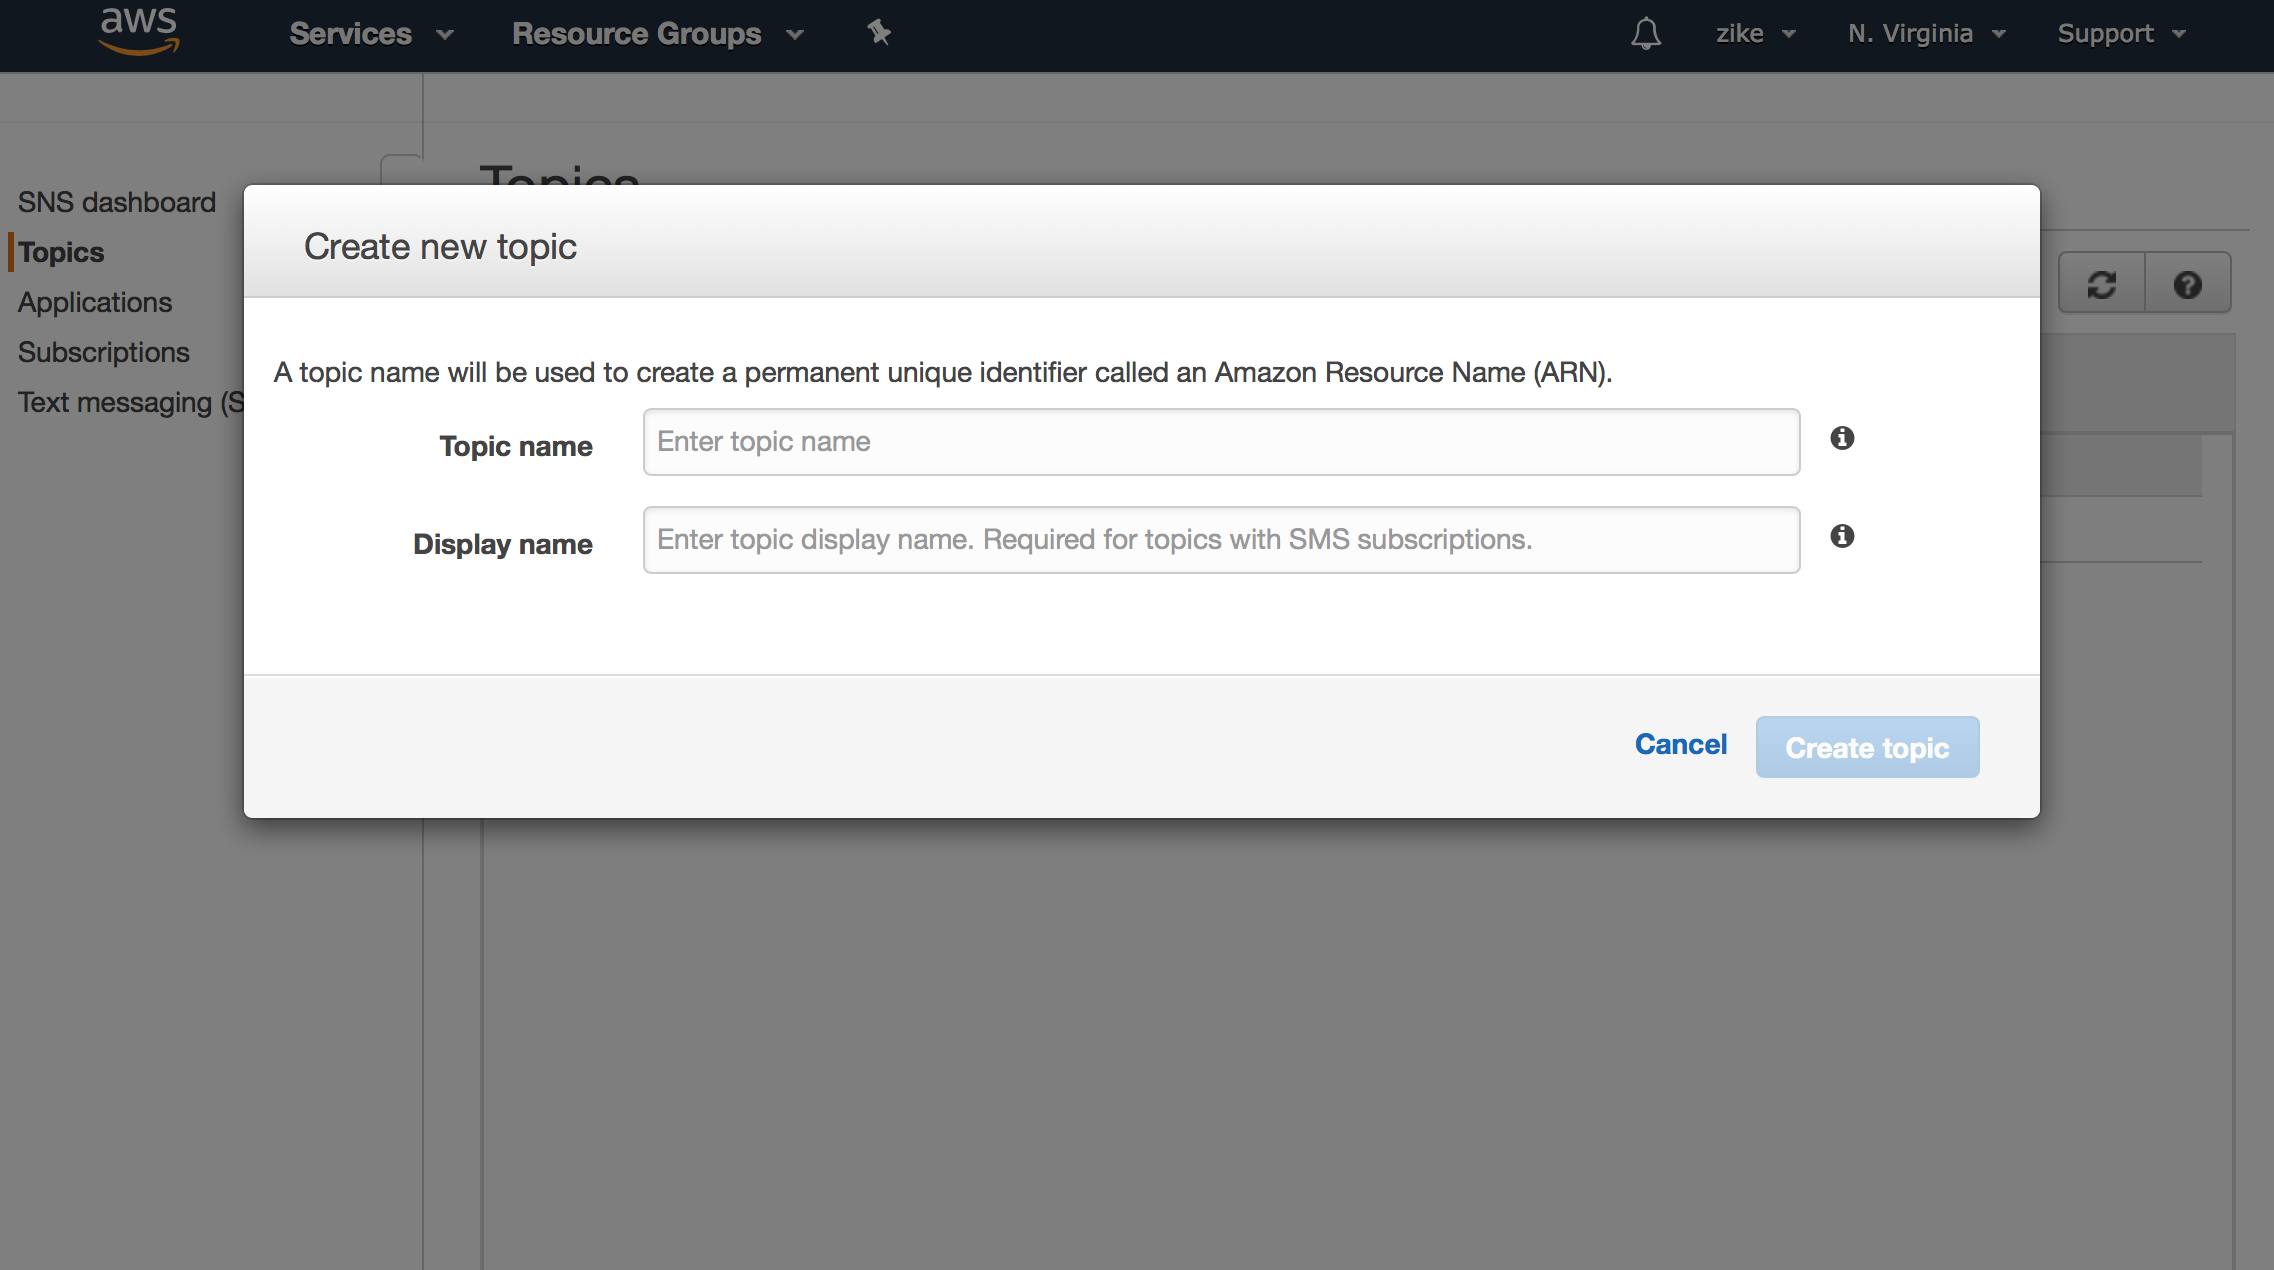 aws
Services
Resource Groups
zike
N. Virginia
Support
Topics
SNS dashboard
Topics
Applications
Subscriptions
Text messaging (S
Create new topic
A topic name will be used to create a permanent unique identifier called an Amazon Resource Name (ARN).
Topic name
Enter topic name
Display name
Enter topic display name. Required for topics with SMS subscriptions.
Cancel
Create topic